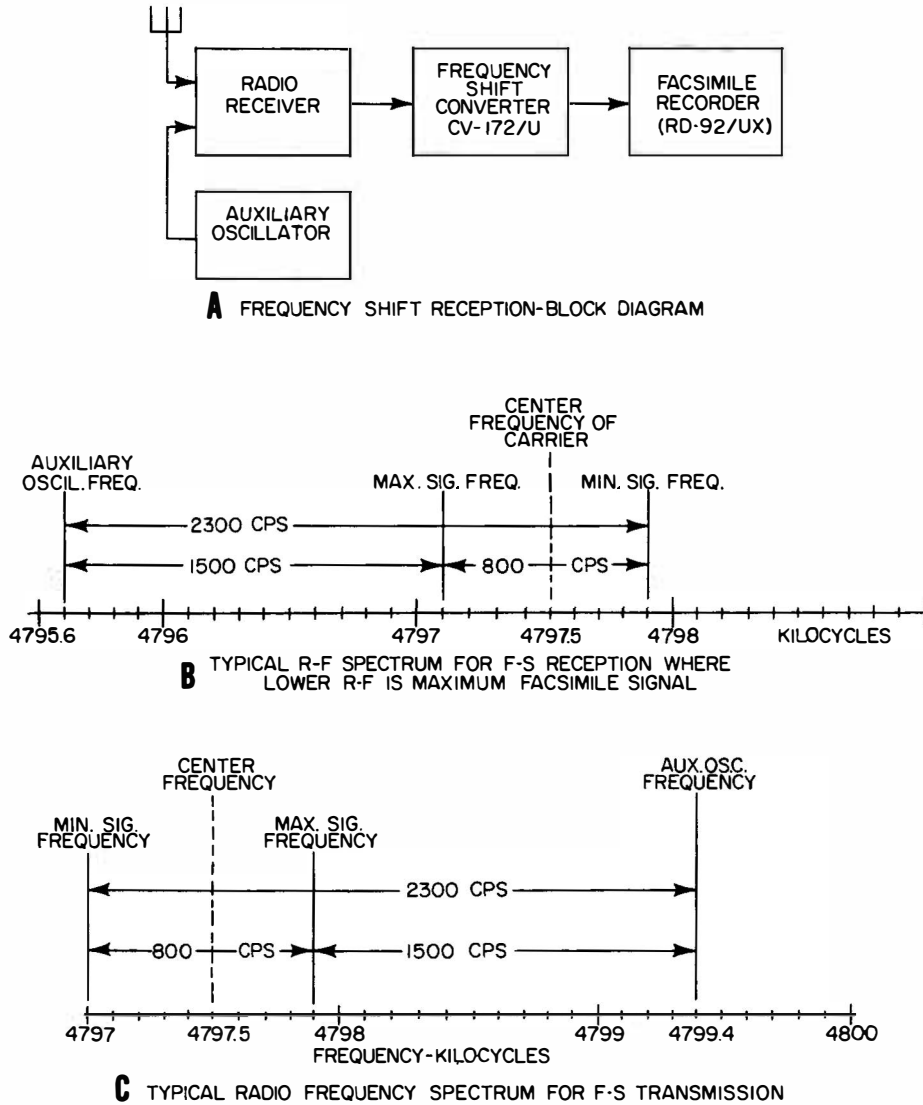 RADIO
RECEIVER
FREQUENCY
SHIFT
CONVERTER
CV-172/U
FACSIMILE
RECORDER
(RD-92/UX)
AUXILIARY
OSCILLATOR
A FREQUENCY SHIFT RECEPTION-BLOCK DIAGRAM
CENTER
FREQUENCY OF
CARRIER
AUXILIARY
OSCIL. FREQ.
MAX. SIG. FREQ.
MIN. SIG. FREQ.
2300 CPS
1500 CPS
800 CPS
4795.6 4796 4797 4797.5 4798 KILOCYCLES
B TYPICAL R-F SPECTRUM FOR F-S RECEPTION WHERE
LOWER R-F IS MAXIMUM FACSIMILE SIGNAL
CENTER
FREQUENCY
AUX. OSC.
FREQUENCY
MIN. SIG.
FREQUENCY
MAX. SIG.
FREQUENCY
2300 CPS
800 CPS 1500 CPS
4797 4797.5 4798 4799 4799.4 4800
FREQUENCY-KILOCYCLES
C TYPICAL RADIO FREQUENCY SPECTRUM FOR F-S TRANSMISSION